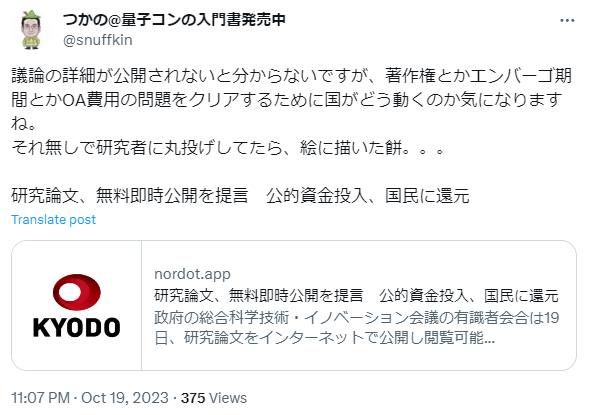 つかの@量子コンの入門書発売中
@snuffkin
議論の詳細が公開されないと分からないですが、著作権とかエンバーゴ期
間とかOA費用の問題をクリアするために国がどう動くのか気になります
ね。
それ無しで研究者に丸投げしてたら、絵に描いた餅。。。
研究論文、無料即時公開を提言　公的資金投入、国民に還元
Translate post
KYODO
nordot.app
研究論文、無料即時公開を提言　公的資金投入、国民に還元
政府の総合科学技術・イノベーション会議の有識者会合は19
日、研究論文をインターネットで公開し閲覧可能...
11:07 PM · Oct 19, 2023 · 375 Views